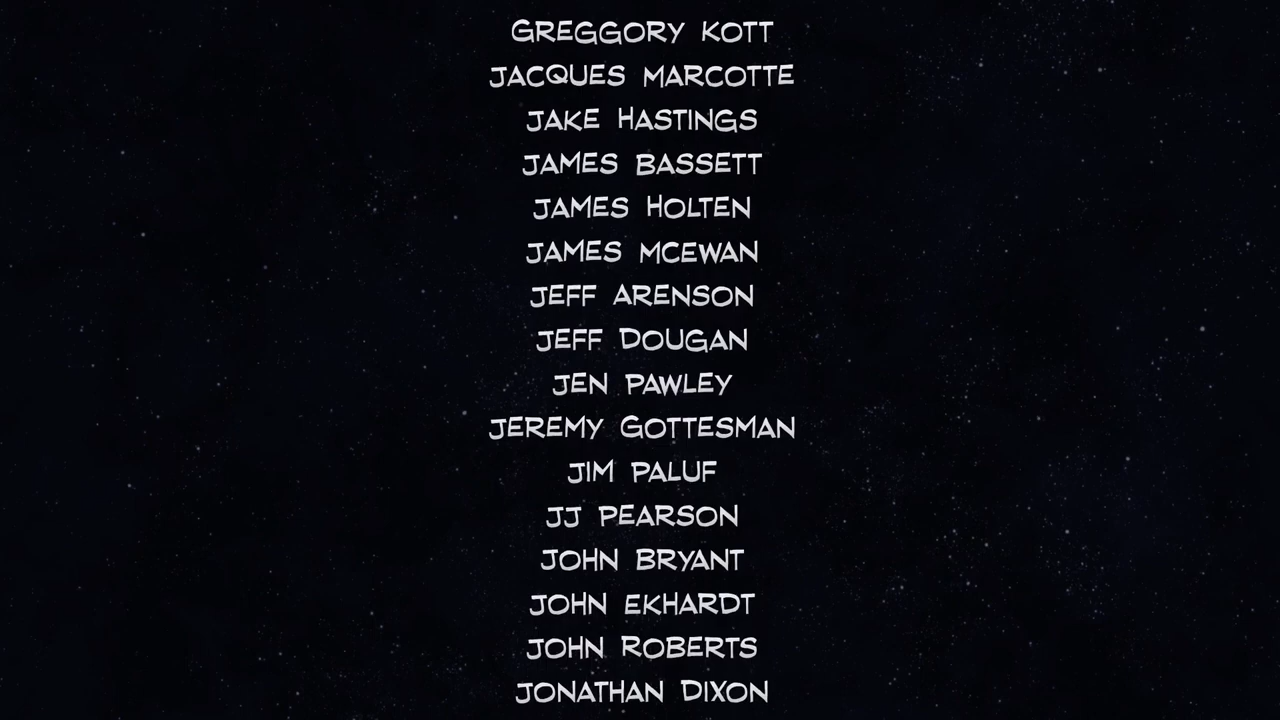 GREGGORY KOTT
JACQUES MARCOTTE
JAKE HASTINGS
JAMES BASSETT
JAMES HOLTEN
JAMES MCEWAN
JEFF ARENSON
JEFF DOUGAN
JEN PAWLEY
JEREMY GOTTESMAN
JIM PALUF
JJ PEARSON
JOHN BRYANT
JOHN EKHARDT
JOHN ROBERTS
JONATHAN DIXON